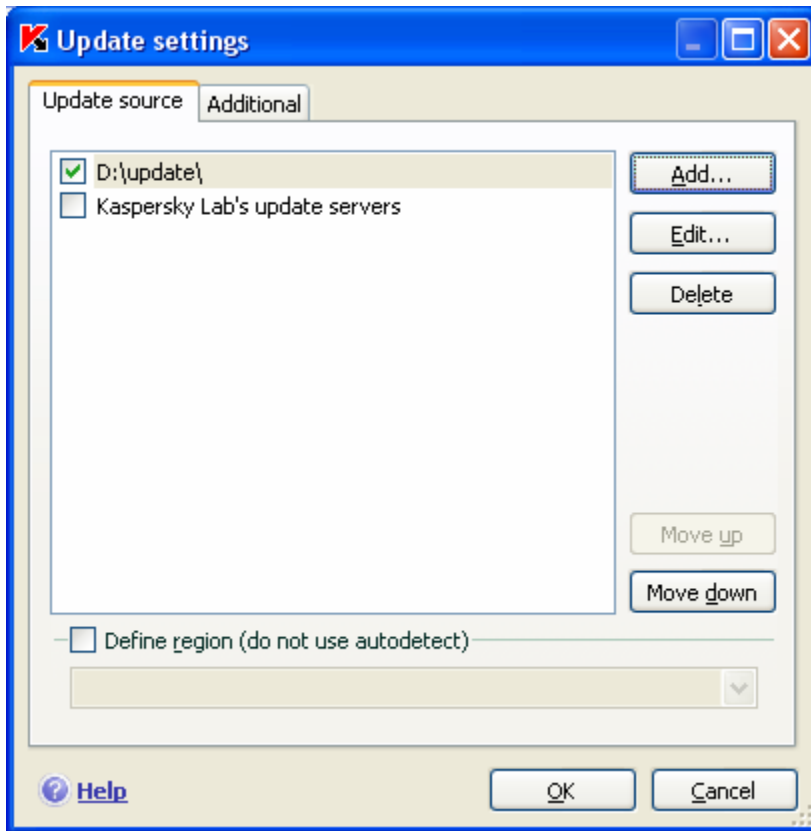 Update settings
Update source
Additional
D:\update\
Kaspersky Lab's update servers
Add...
Edit...
Delete
Move up
Move down
Define region (do not use autodetect)
Help
OK
Cancel